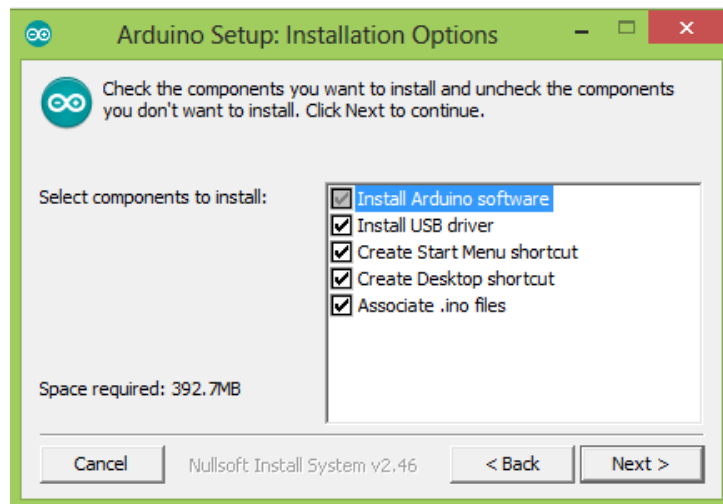 Arduino Setup: Installation Options
Check the components you want to install and uncheck the components
you don't want to install. Click Next to continue.
Select components to install:
Install Arduino software
Install USB driver
Create Start Menu shortcut
Create Desktop shortcut
Associate .ino files
Space required: 392.7MB
Cancel
Nullsoft Install System v2.46
< Back
Next >